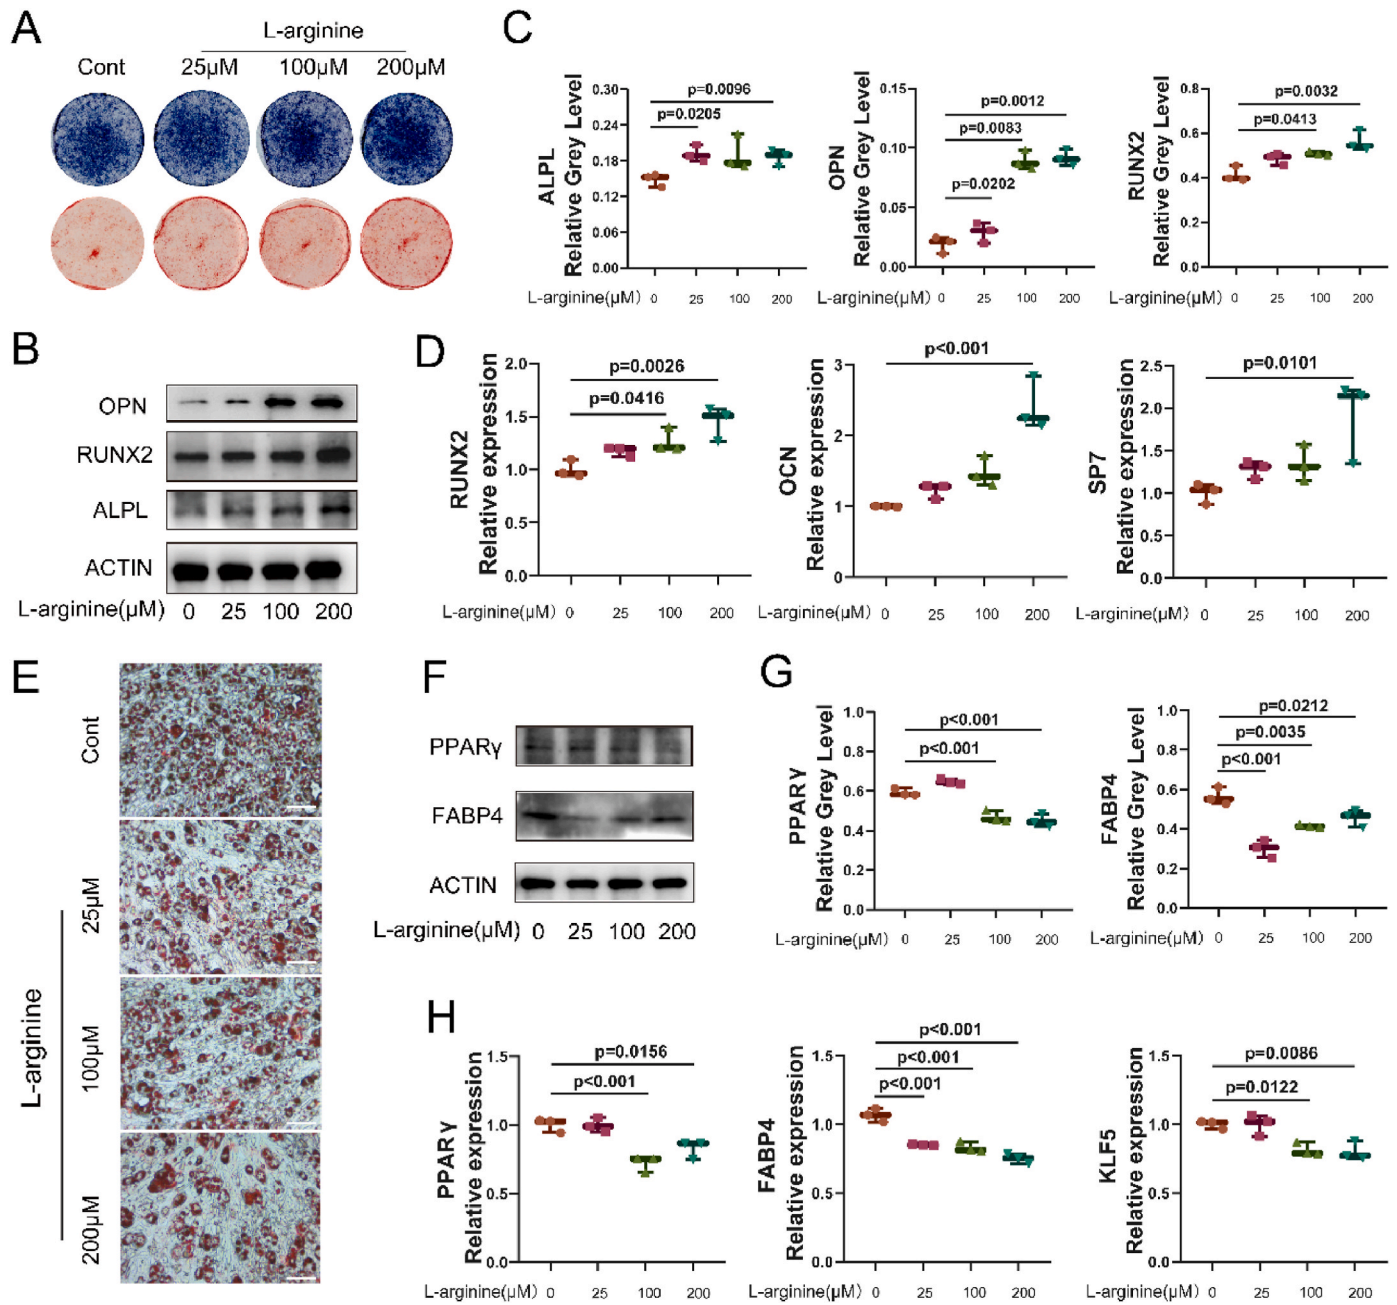 A
L-arginine
Cont 25μM 100μM 200μM
B
OPN
RUNX2
ALPL
ACTIN
L-arginine(μM) 0 25 100 200
C
ALPL
Relative Grey Level
0.30
0.24
0.18
0.12
0.06
0.00
p=0.0096
p=0.0205
L-arginine(μM) 0 25 100 200
OPN
Relative Grey Level
0.15
0.10
0.05
0.00
p=0.0012
p=0.0083
p=0.0202
L-arginine(μM) 0 25 100 200
RUNX2
Relative Grey Level
0.8
0.6
0.4
0.2
0.0
p=0.0032
p=0.0413
L-arginine(μM) 0 25 100 200
D
RUNX2
Relative expression
2.0
1.5
1.0
0.5
0.0
p=0.0026
p=0.0416
L-arginine(μM) 0 25 100 200
OCN
Relative expression
3
2
1
0
p<0.001
L-arginine(μM) 0 25 100 200
SP7
Relative expression
2.5
2.0
1.5
1.0
0.5
0.0
p=0.0101
L-arginine(μM) 0 25 100 200
E
Cont
25μM
100μM
200μM
L-arginine
F
PPARγ
FABP4
ACTIN
L-arginine(μM) 0 25 100 200
G
PPARγ
Relative Grey Level
1.0
0.8
0.6
0.4
0.2
0.0
p<0.001
p<0.001
L-arginine(μM) 0 25 100 200
FABP4
Relative Grey Level
1.0
0.8
0.6
0.4
0.2
0.0
p=0.0212
p=0.0035
p<0.001
L-arginine(μM) 0 25 100 200
H
PPARγ
Relative expression
1.5
1.0
0.5
0.0
p=0.0156
p<0.001
L-arginine(μM) 0 25 100 200
FABP4
Relative expression
1.5
1.0
0.5
0.0
p<0.001
p<0.001
p<0.001
L-arginine(μM) 0 25 100 200
KLF5
Relative expression
1.5
1.0
0.5
0.0
p=0.0086
p=0.0122
L-arginine(μM) 0 25 100 200